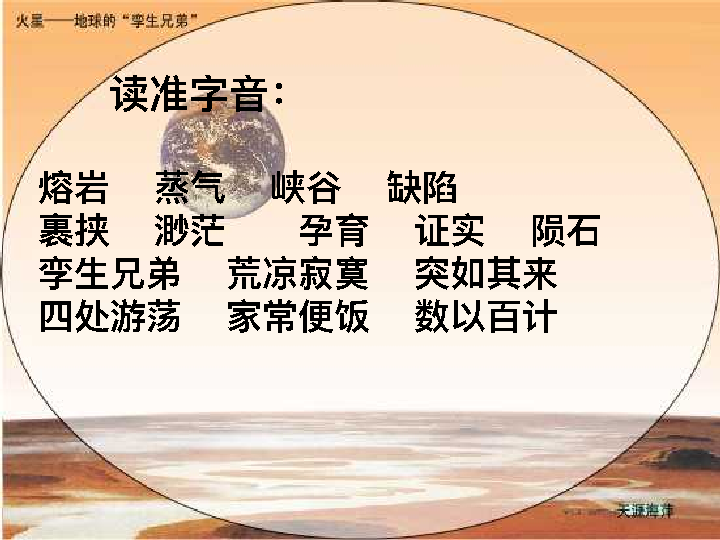 火星——地球的“孪生兄弟”
读准字音：
熔岩 蒸气 峡谷 缺陷
裹挟 渺茫 孕育 证实 陨石
孪生兄弟 荒凉寂寞 突如其来
四处游荡 家常便饭 数以百计
天涯海洋